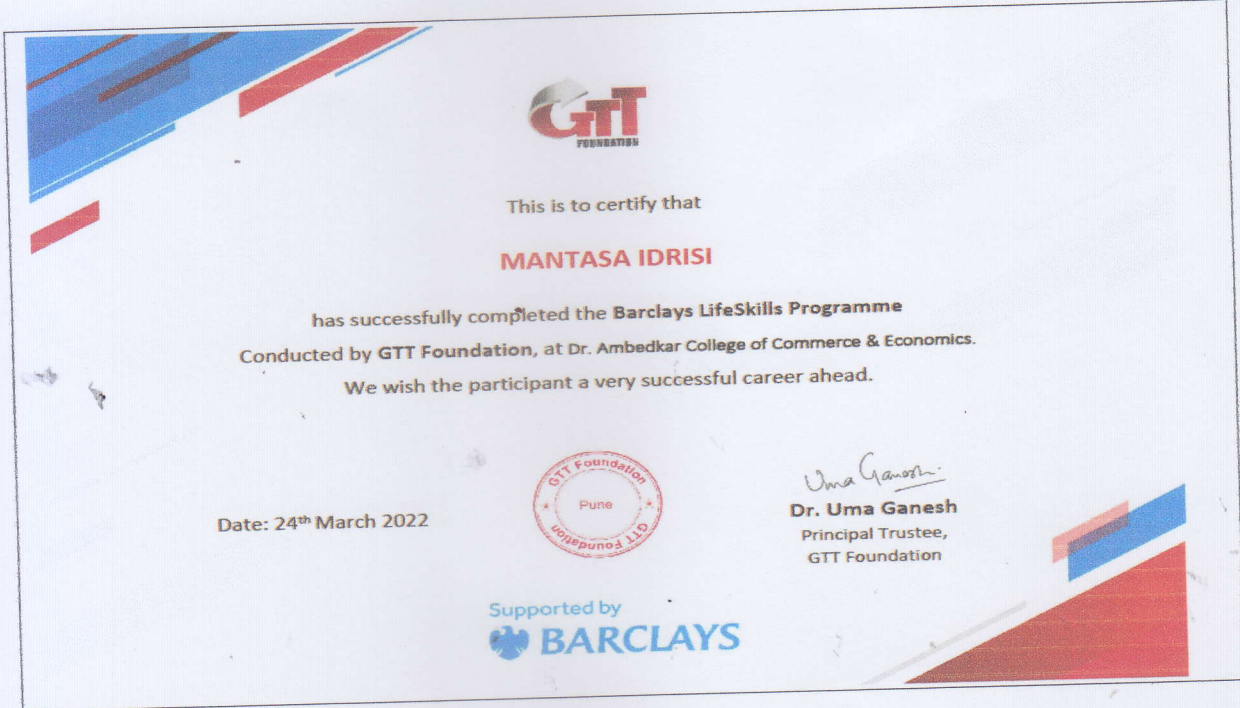 GTT
FOUNDATION
This is to certify that
MANTASA IDRISI
has successfully completed the Barclays LifeSkills Programme
Conducted by GTT Foundation, at Dr. Ambedkar College of Commerce & Economics.
We wish the participant a very successful career ahead.
Date: 24th March 2022
GTT Foundation
Pune
GTT Foundation
Uma Ganesh.
Dr. Uma Ganesh
Principal Trustee,
GTT Foundation
Supported by
BARCLAYS